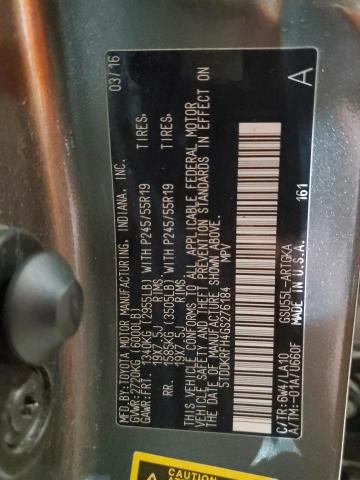 MFD.BY:TOYOTA MOTOR MANUFACTURING, INDIANA, INC. 03/16
GVWR:2720KG(6000LB)
GAWR:FRT. 1340KG (2955LB) WITH P245/55R19 TIRES,
19X7.5J RIMS
RR. 1585KG (3505LB) WITH P245/55R19 TIRES,
19X7.5J RIMS
THIS VEHICLE CONFORMS TO ALL APPLICABLE FEDERAL MOTOR
VEHICLE SAFETY AND THEFT PREVENTION STANDARDS IN EFFECT ON
THE DATE OF MANUFACTURE SHOWN ABOVE.
MPV
A
C/TR:6W4/LA10 GSU55L-ARTGKA
A/TM:-01A/U660F MADE IN U.S.A. 161
CAUTION